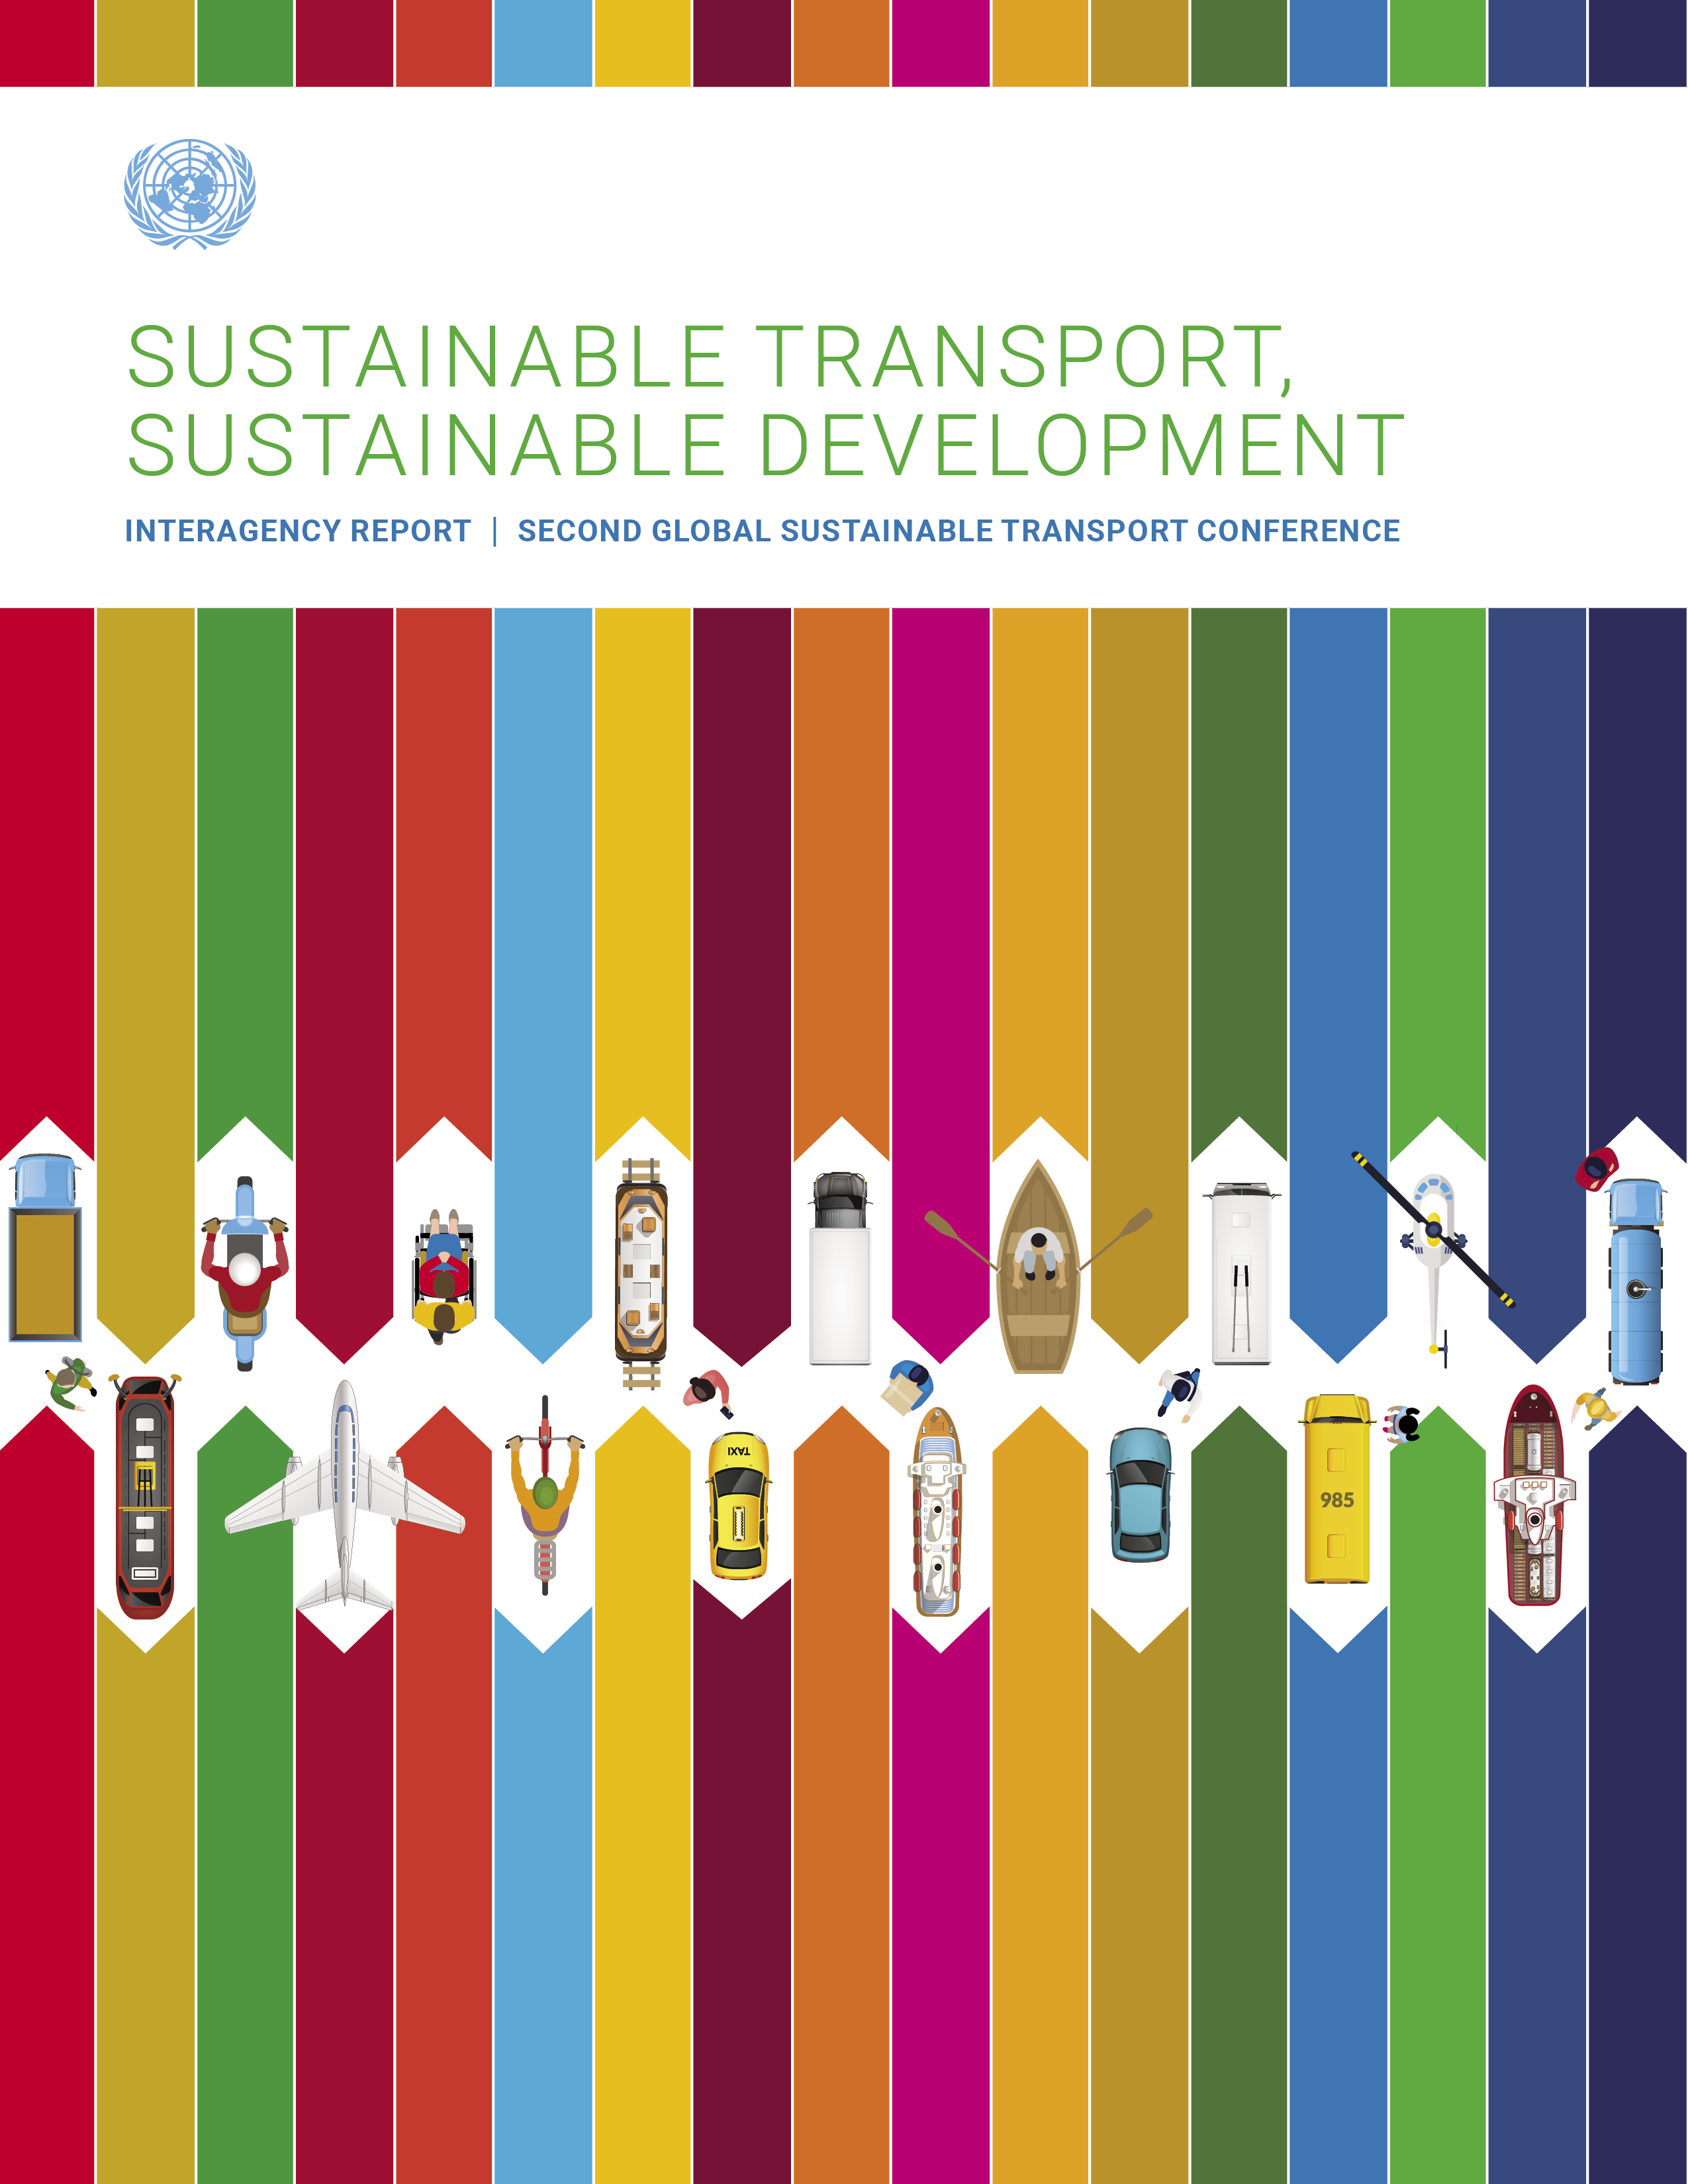 SUSTAINABLE TRANSPORT,
SUSTAINABLE DEVELOPMENT
INTERAGENCY REPORT | SECOND GLOBAL SUSTAINABLE TRANSPORT CONFERENCE
TAXI
985